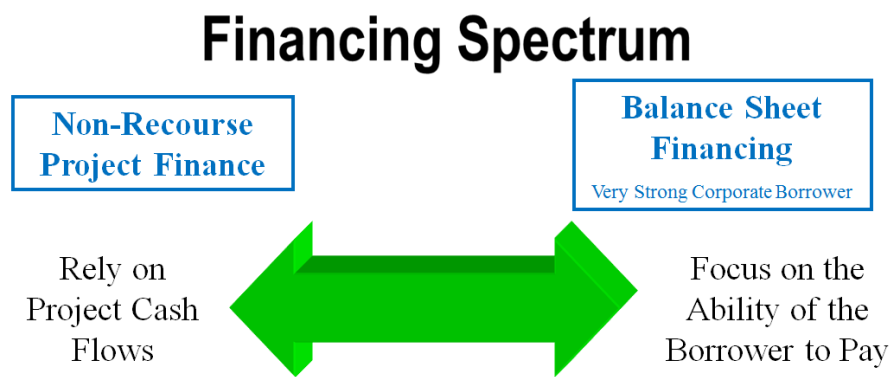 Financing Spectrum
Non-Recourse
Project Finance
Balance Sheet
Financing
Very Strong Corporate Borrower
Rely on
Project Cash
Flows
Focus on the
Ability of the
Borrower to Pay